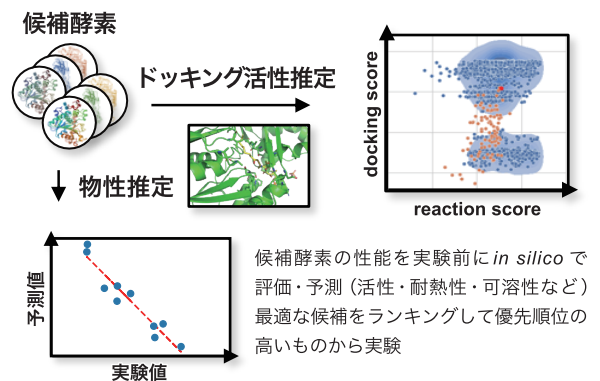 候補酵素
ドッキング活性推定
docking score
reaction score
物性推定
予測値
実験値
候補酵素の性能を実験前にin silicoで
評価・予測（活性・耐熱性・可溶性など）
最適な候補をランキングして優先順位の
高いものから実験